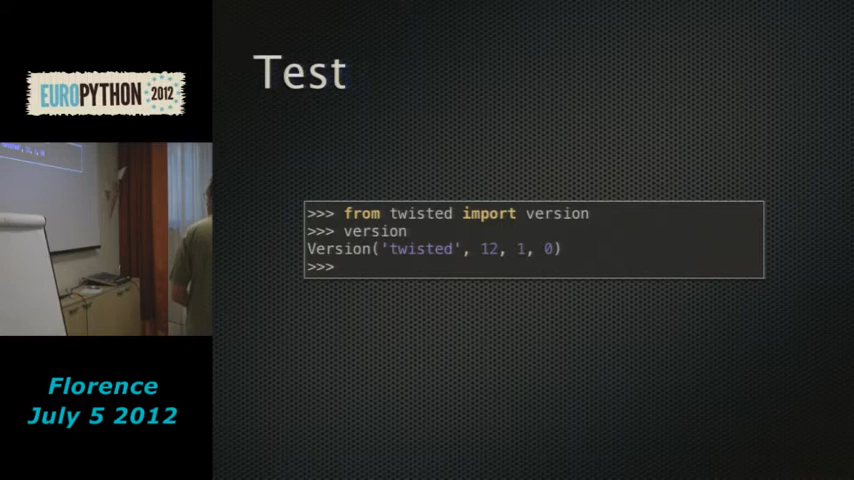 EUROPYTHON 2012
Test
>>> from twisted import version
>>> version
Version('twisted', 12, 1, 0)
>>>
Florence
July 5 2012